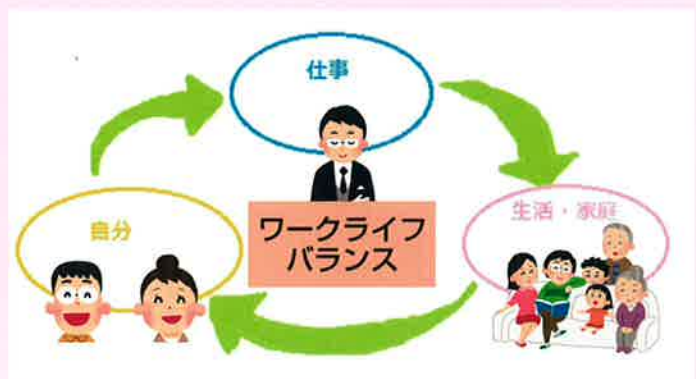 仕事
自分
ワークライフ
バランス
生活・家庭